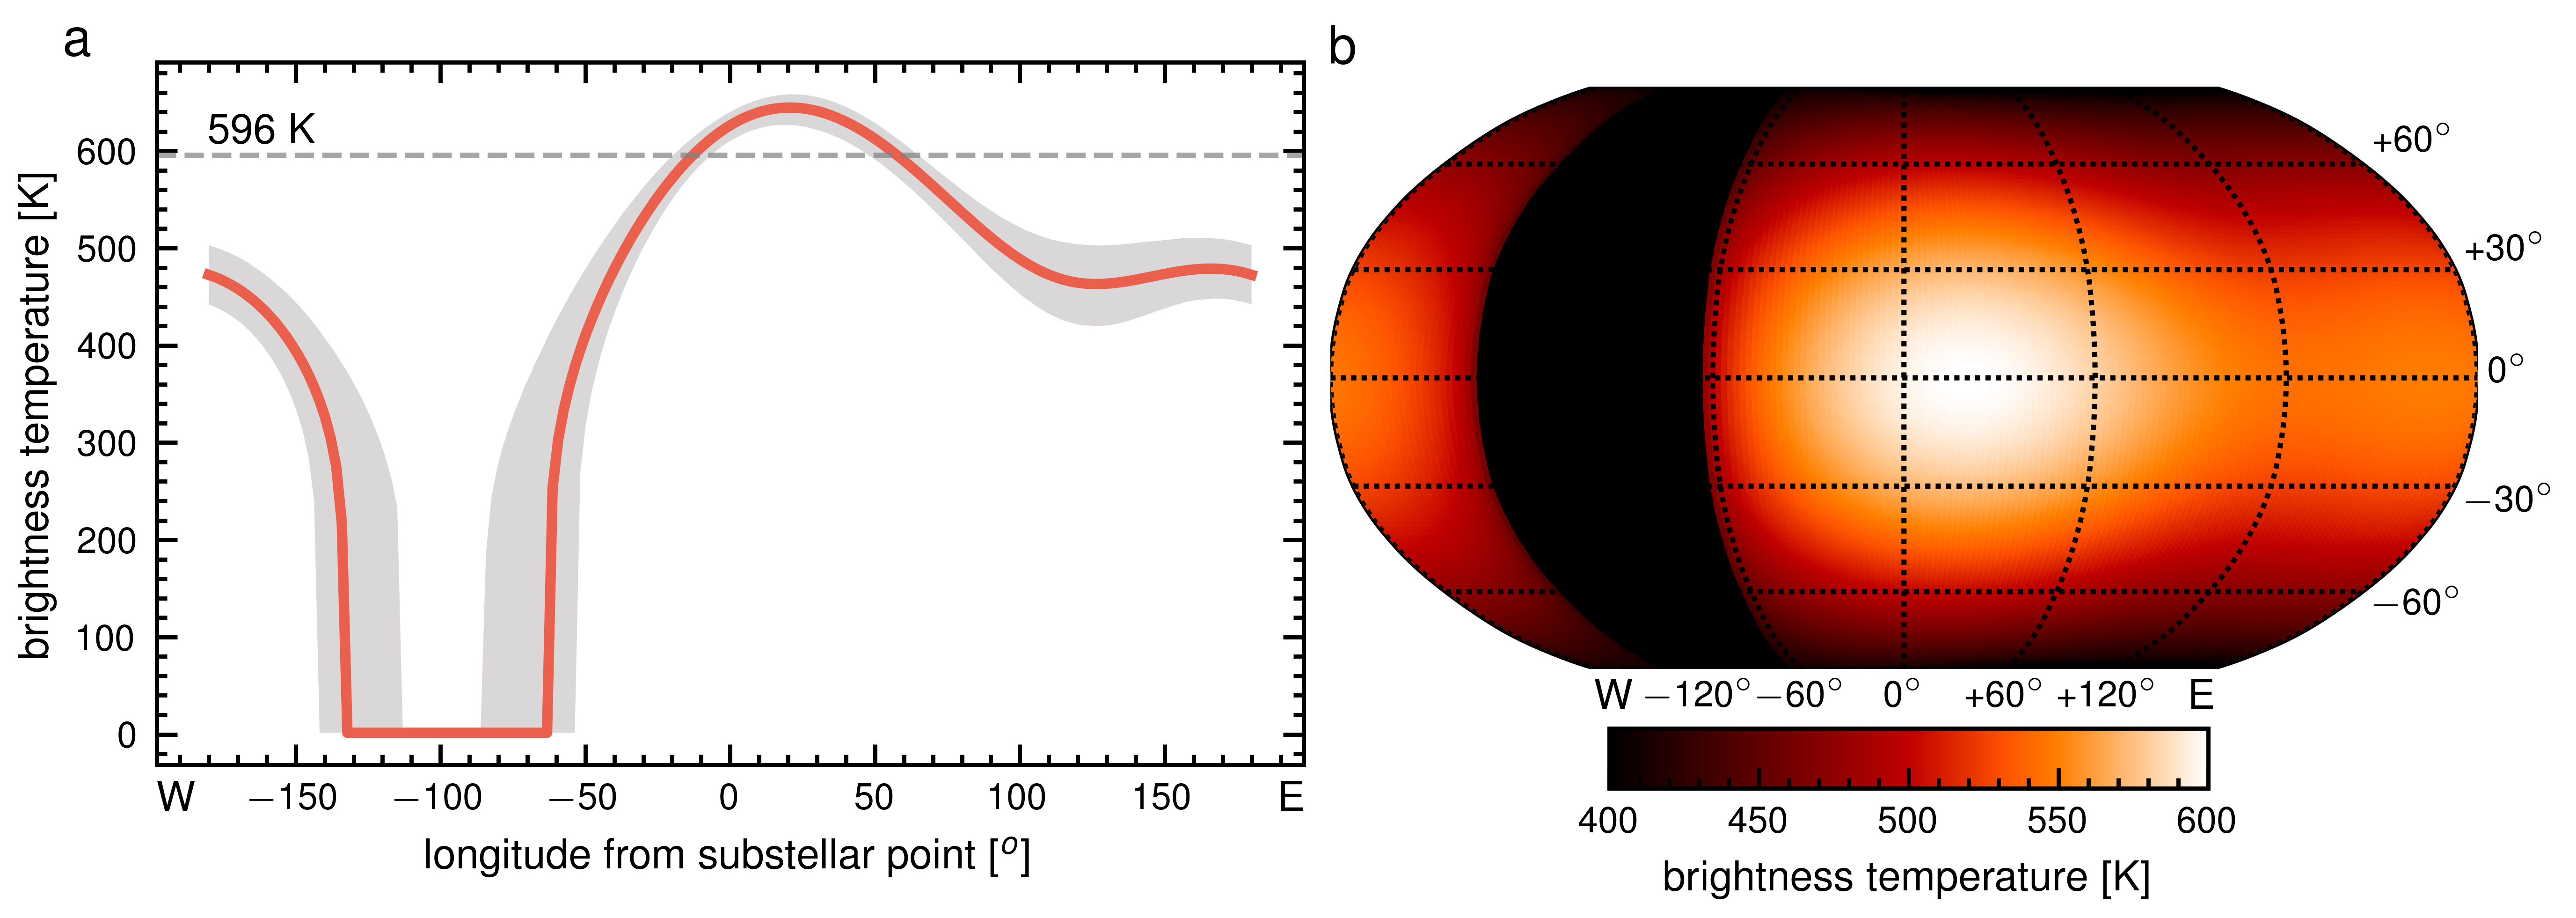 a
596 K
600
500
400
300
200
100
0
brightness temperature [K]
W −150 −100 −50 0 50 100 150 E
longitude from substellar point [°]
b
+60°
+30°
0°
−30°
−60°
W −120° −60° 0° +60° +120° E
400 450 500 550 600
brightness temperature [K]